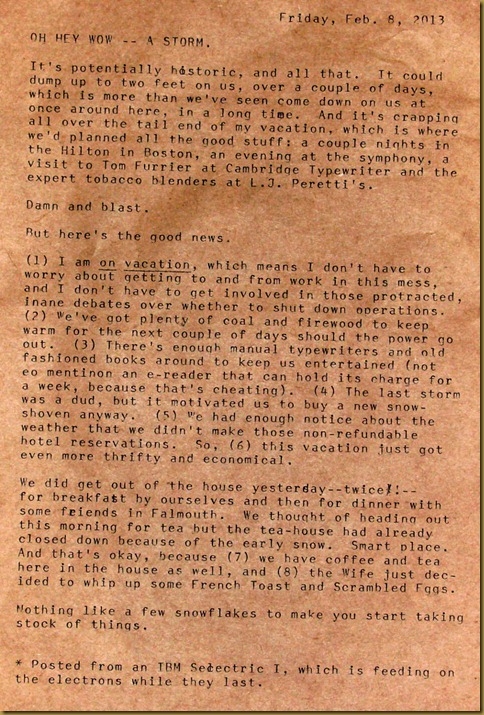 Friday, Feb. 8, 2013
OH HEY WOW -- A STORM.
It's potentially historic, and all that. It could
dump up to two feet on us, over a couple of days,
which is more than we've seen come down on us at
once around here, in a long time. And it's crapping
all over the tail end of my vacation, which is where
we'd planned all the good stuff: a couple nights in
the Hilton in Boston, an evening at the symphony, a
visit to Tom Furrier at Cambridge Typewriter and the
expert tobacco blenders at L.J. Peretti's.
Damn and blast.
But here's the good news.
(1) I am on vacation, which means I don't have to
worry about getting to and from work in this mess,
and I don't have to get involved in those protracted,
inane debates over whether to shut down operations.
(2) We've got plenty of coal and firewood to keep
warm for the next couple of days should the power go
out. (3) There's enough manual typewriters and old
fashioned books around to keep us entertained (not
eo mentinon an e-reader that can hold its charge for
a week, because that's cheating). (4) The last storm
was a dud, but it motivated us to buy a new snow-
shoven anyway. (5) We had enough notice about the
weather that we didn't make those non-refundable
hotel reservations. So, (6) this vacation just got
even more thrifty and economical.
We did get out of the house yesterday--twice!--
for breakfast by ourselves and then for dinner with
some friends in Falmouth. We thought of heading out
this morning for tea but the tea-house had already
closed down because of the early snow. Smart place.
And that's okay, because (7) we have coffee and tea
here in the house as well, and (8) the Wife just dec-
ided to whip up some French Toast and Scrambled Eggs.
Nothing like a few snowflakes to make you start taking
stock of things.
* Posted from an IBM Selectric I, which is feeding on
the electrons while they last.